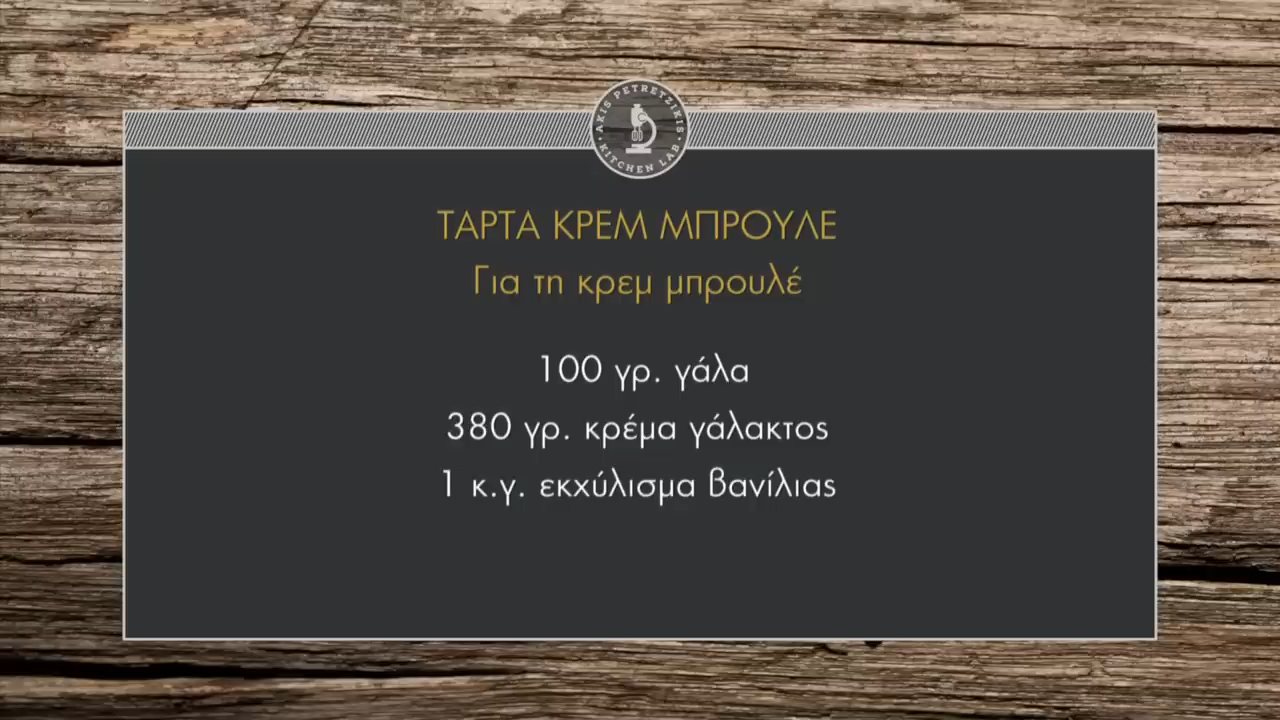 AKIS PETRETZIKIS
KITCHEN LAB
ΤΑΡΤΑ ΚΡΕΜ ΜΠΡΟΥΛΕ
Για τη κρεμ μπρουλέ
100 γρ. γάλα
380 γρ. κρέμα γάλακτος
1 κ.γ. εκχύλισμα βανίλιας